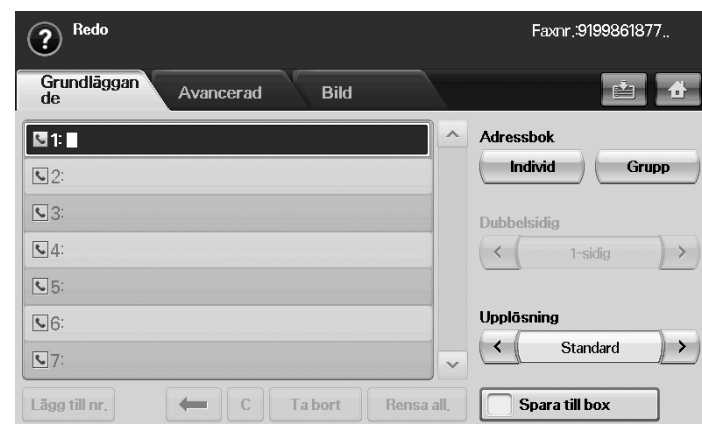 ?
Redo
Faxnr.:9199861877..
Grundläggan
de
Avancerad
Bild
1:
2:
3:
4:
5:
6:
7:
Adressbok
Individ
Grupp
Dubbelsidig
< 1-sidig >
Upplösning
< Standard >
Lägg till nr.
C
Ta bort
Rensa all.
Spara till box